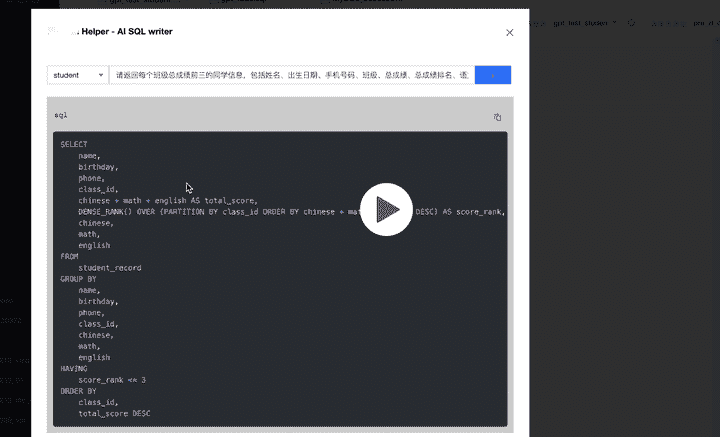 Helper - AI SQL writer
student
请返回每个班级总成绩前三的同学信息，包括姓名、出生日期、手机号码、班级、总成绩、总成绩排名、语
sql
SELECT
name,
birthday,
phone,
class_id,
chinese + math + english AS total_score,
DENSE_RANK() OVER (PARTITION BY class_id ORDER BY chinese + mat DESC) AS score_rank,
chinese,
math,
english
FROM
student_record
GROUP BY
name,
birthday,
phone,
class_id,
chinese,
math,
english
HAVING
score_rank <= 3
ORDER BY
class_id,
total_score DESC